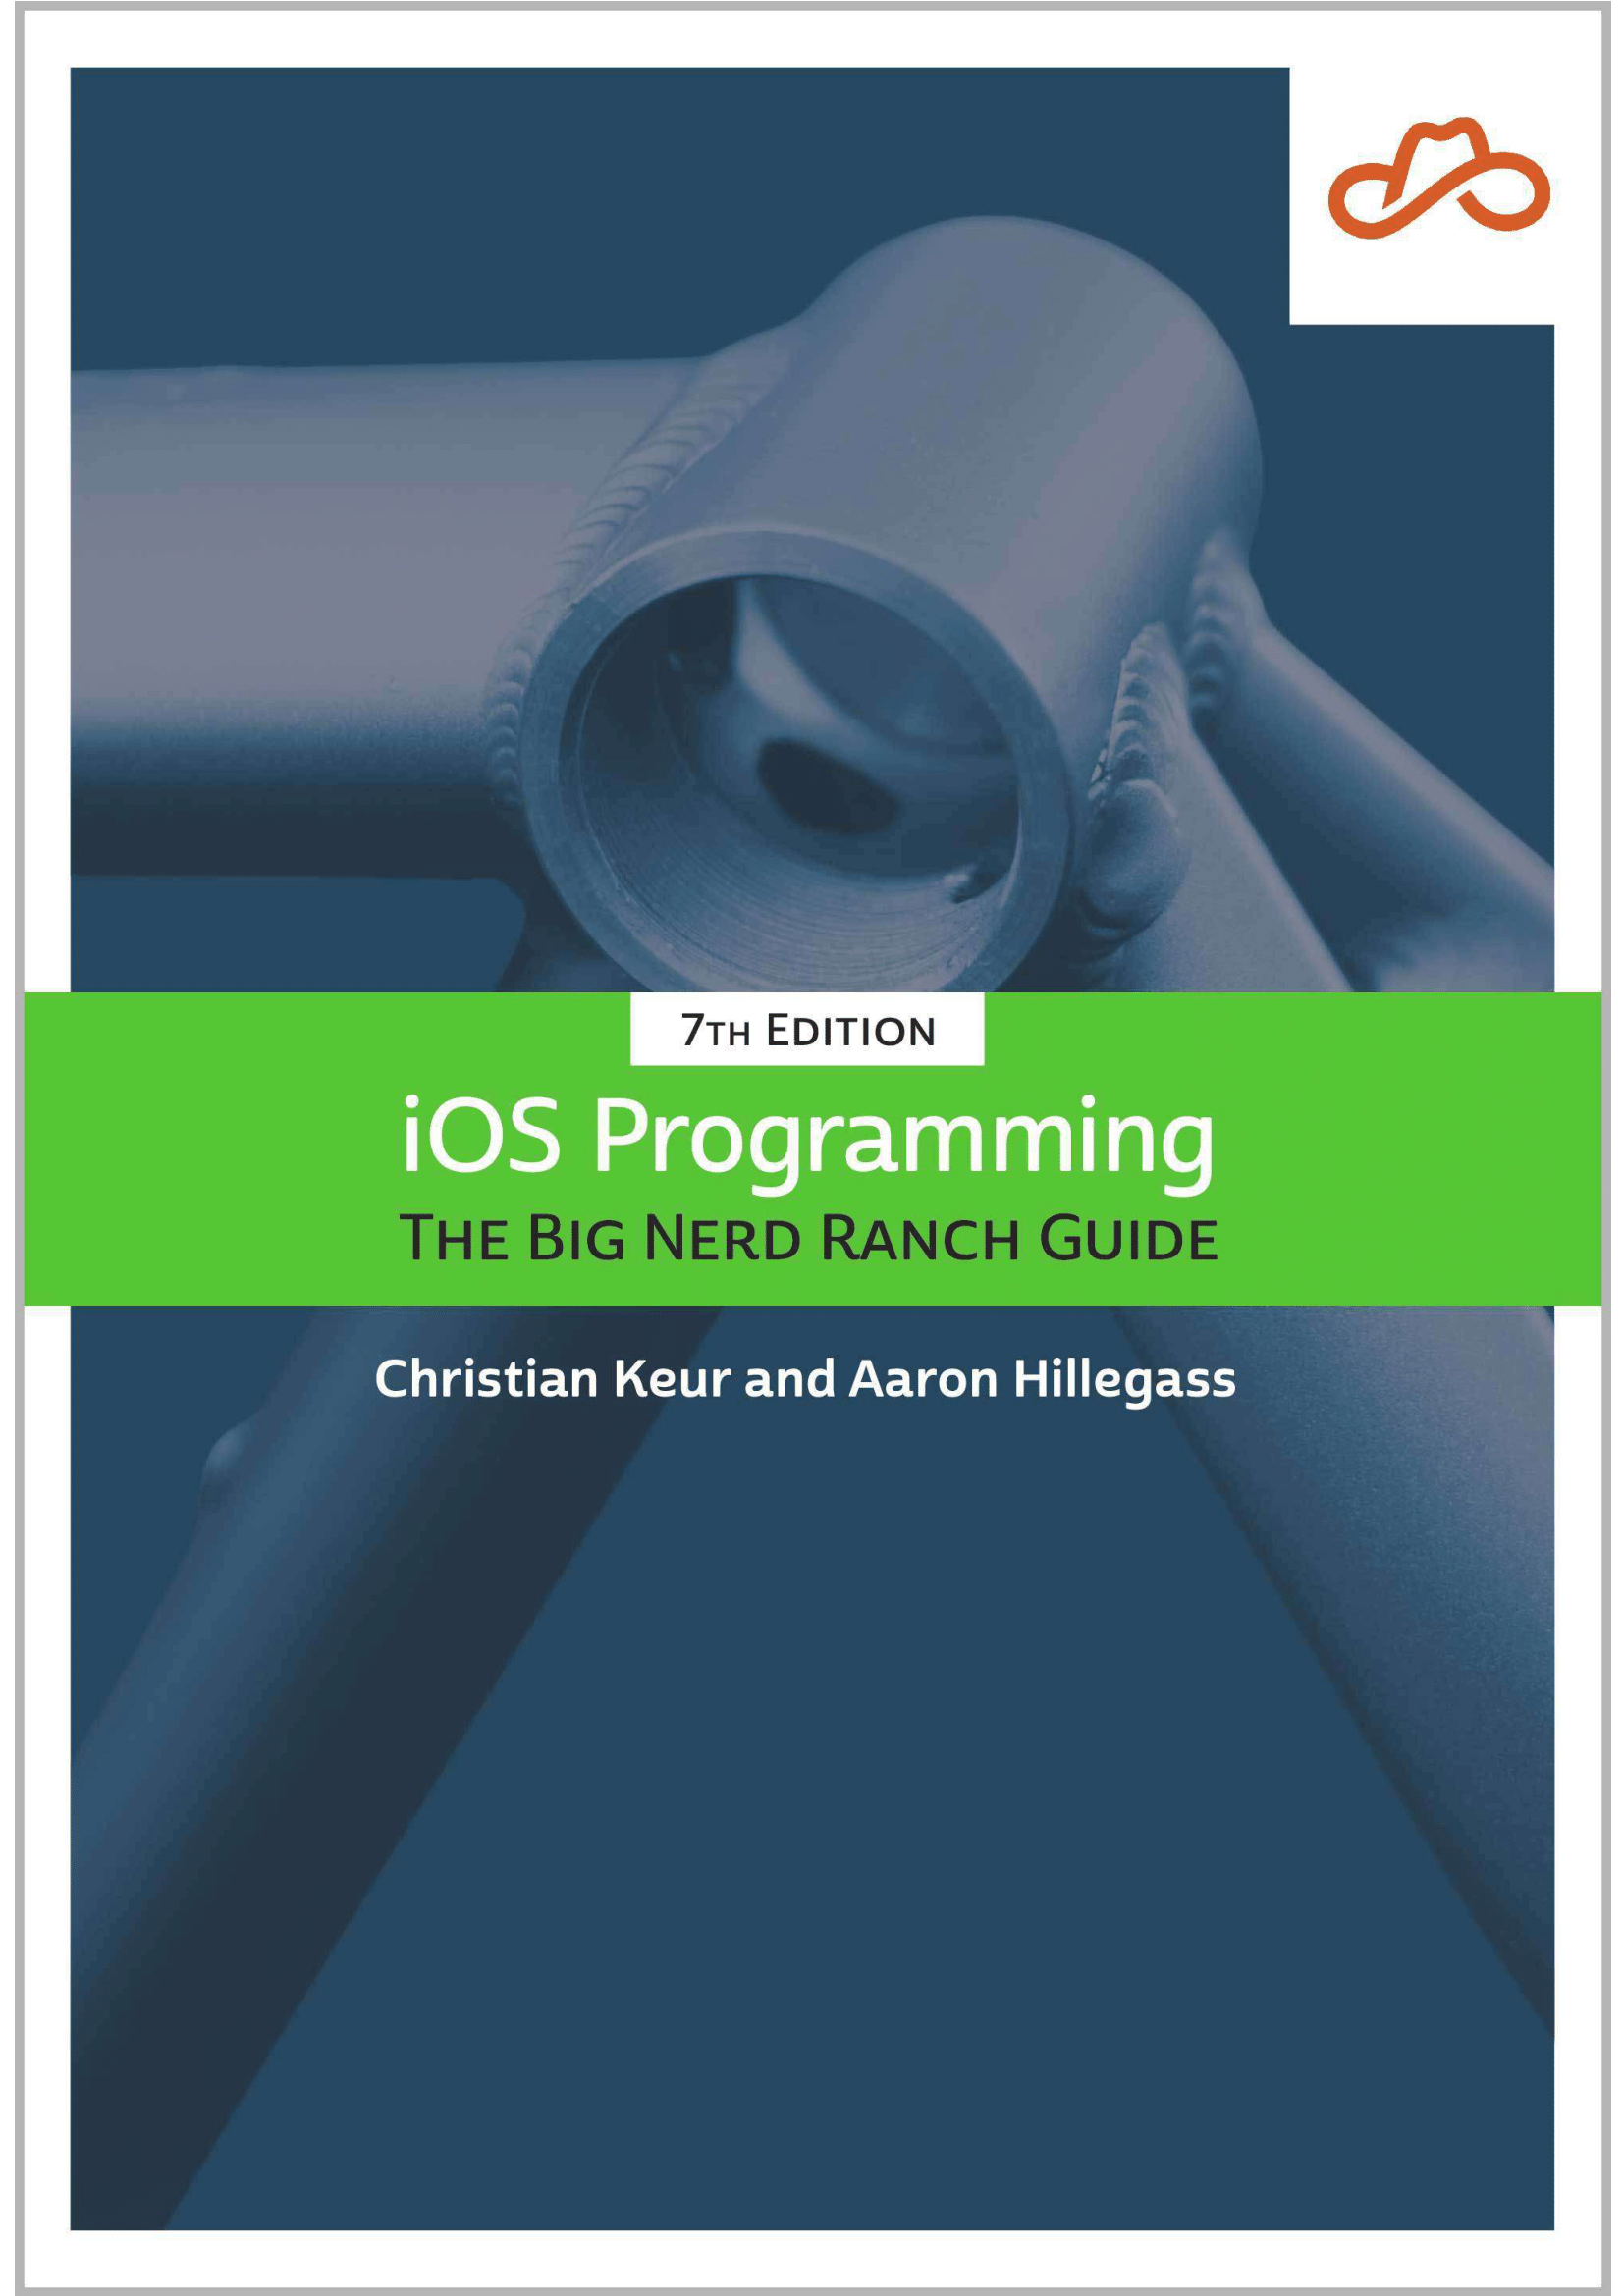 7TH EDITION
iOS Programming
THE BIG NERD RANCH GUIDE
Christian Keur and Aaron Hillegass